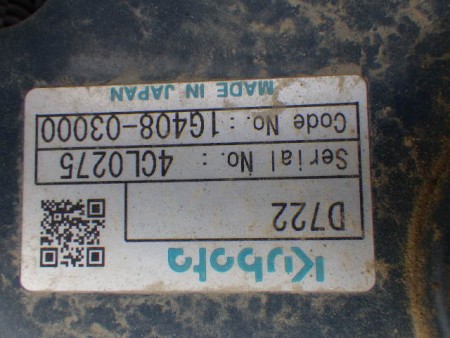 Kubota
D722
Serial No.: 4CL0275
Code No.: 1G408-03000
MADE IN JAPAN